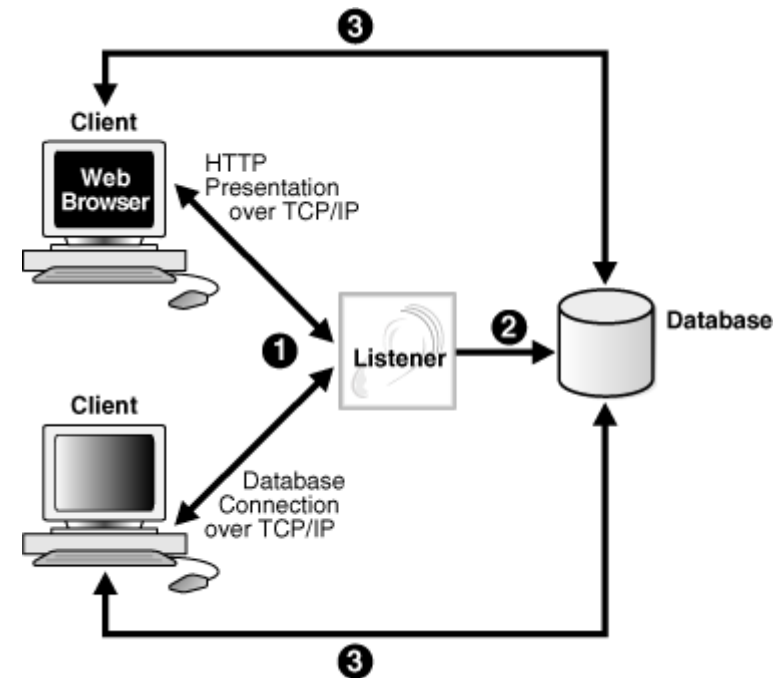 3
Client
Web
Browser
HTTP
Presentation
over TCP/IP
1
Listener
2
Database
Client
Database
Connection
over TCP/IP
3